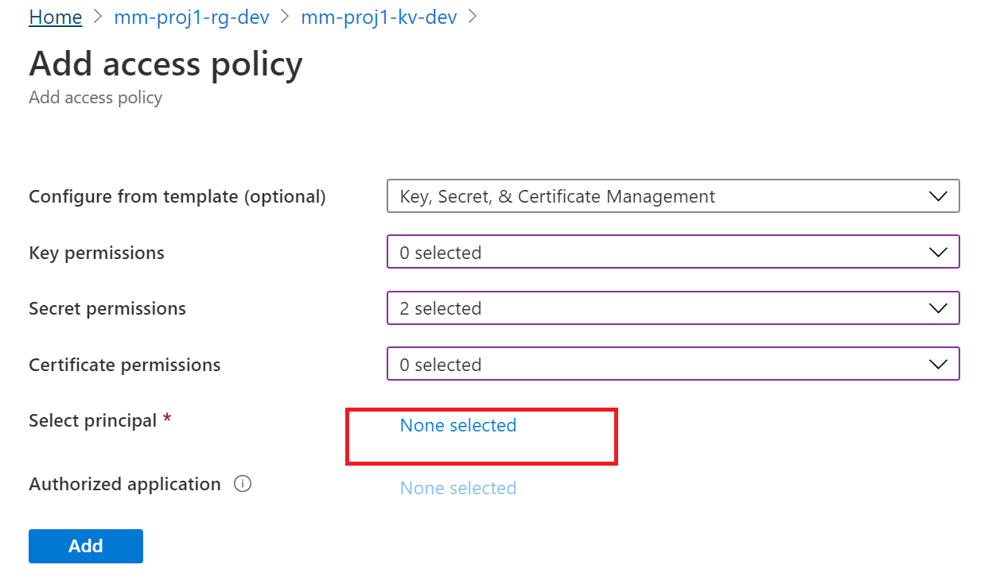 Home > mm-proj1-rg-dev > mm-proj1-kv-dev >
Add access policy
Add access policy
Configure from template (optional) Key, Secret, & Certificate Management
Key permissions 0 selected
Secret permissions 2 selected
Certificate permissions 0 selected
Select principal * None selected
Authorized application None selected
Add